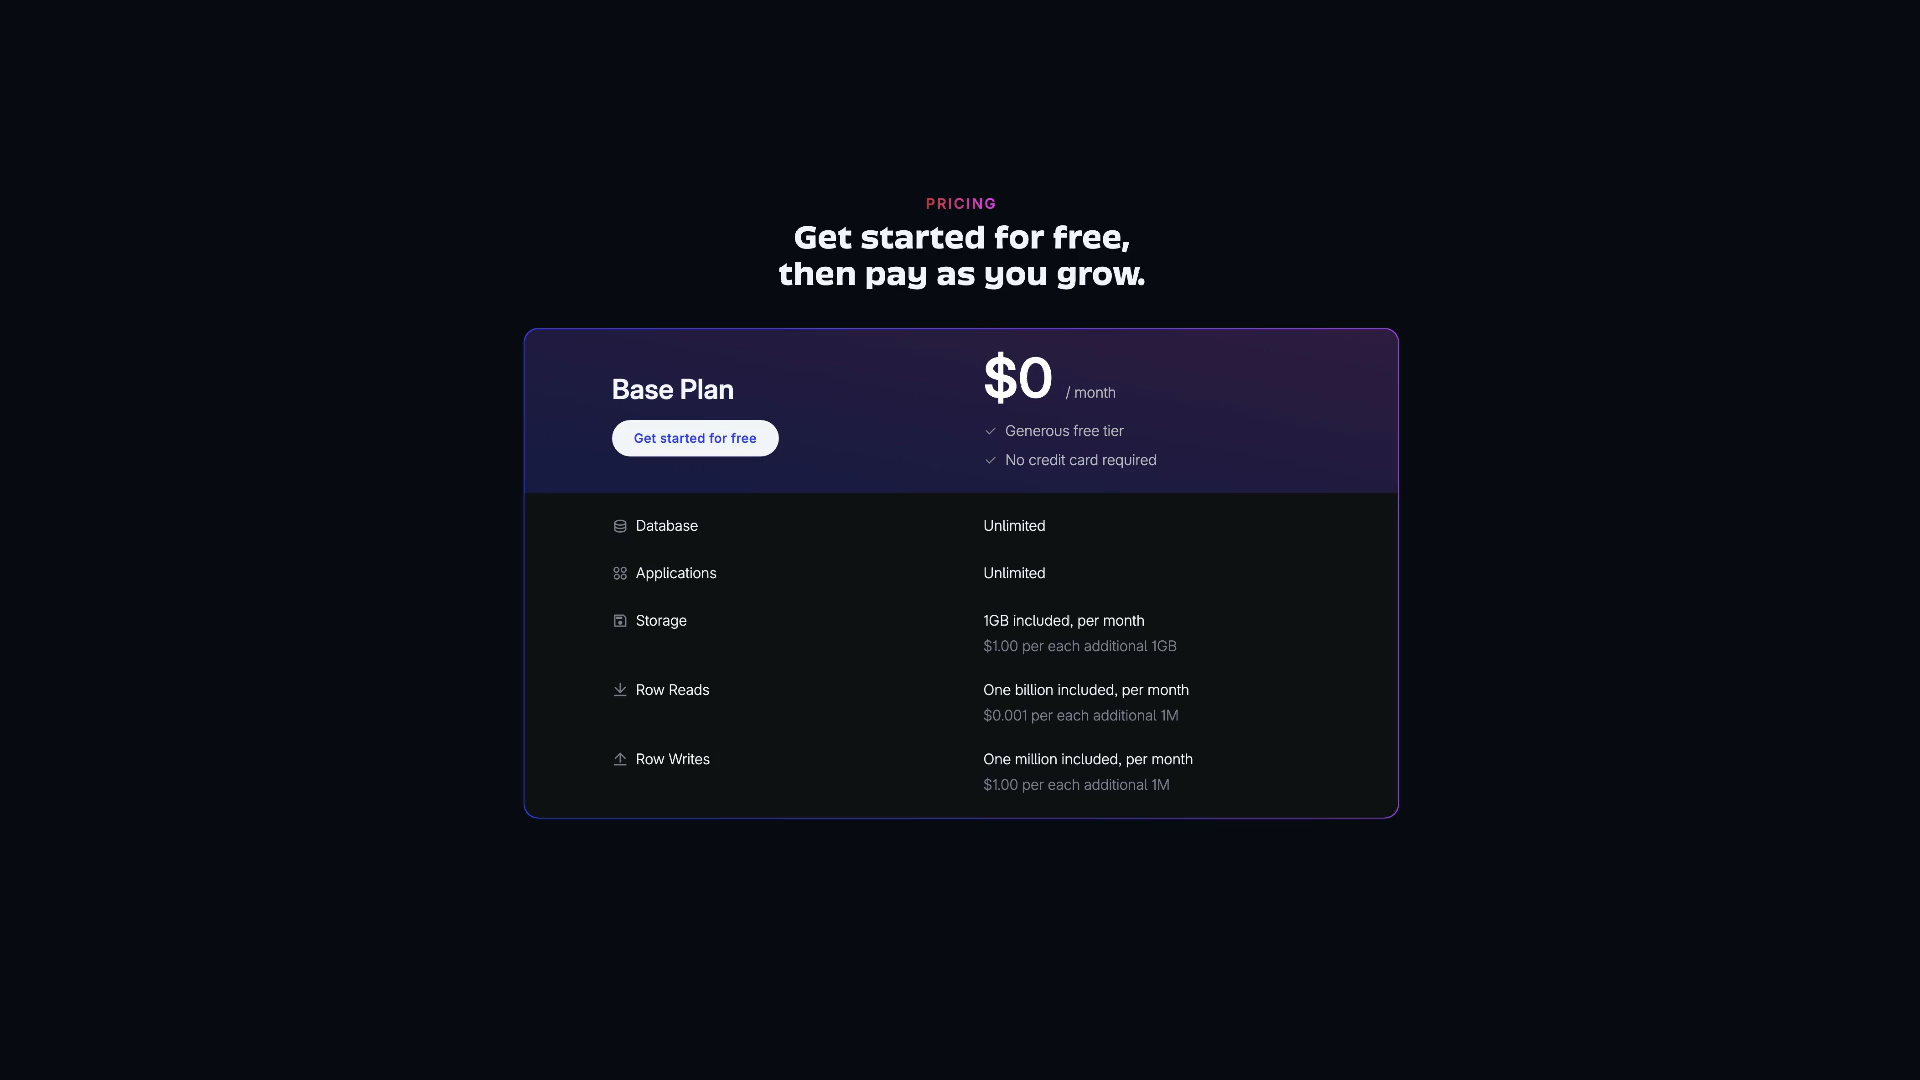 PRICING
Get started for free,
then pay as you grow.
Base Plan
Get started for free
$0 / month
Generous free tier
No credit card required
Database Unlimited
Applications Unlimited
Storage 1GB included, per month
$1.00 per each additional 1GB
Row Reads One billion included, per month
$0.001 per each additional 1M
Row Writes One million included, per month
$1.00 per each additional 1M